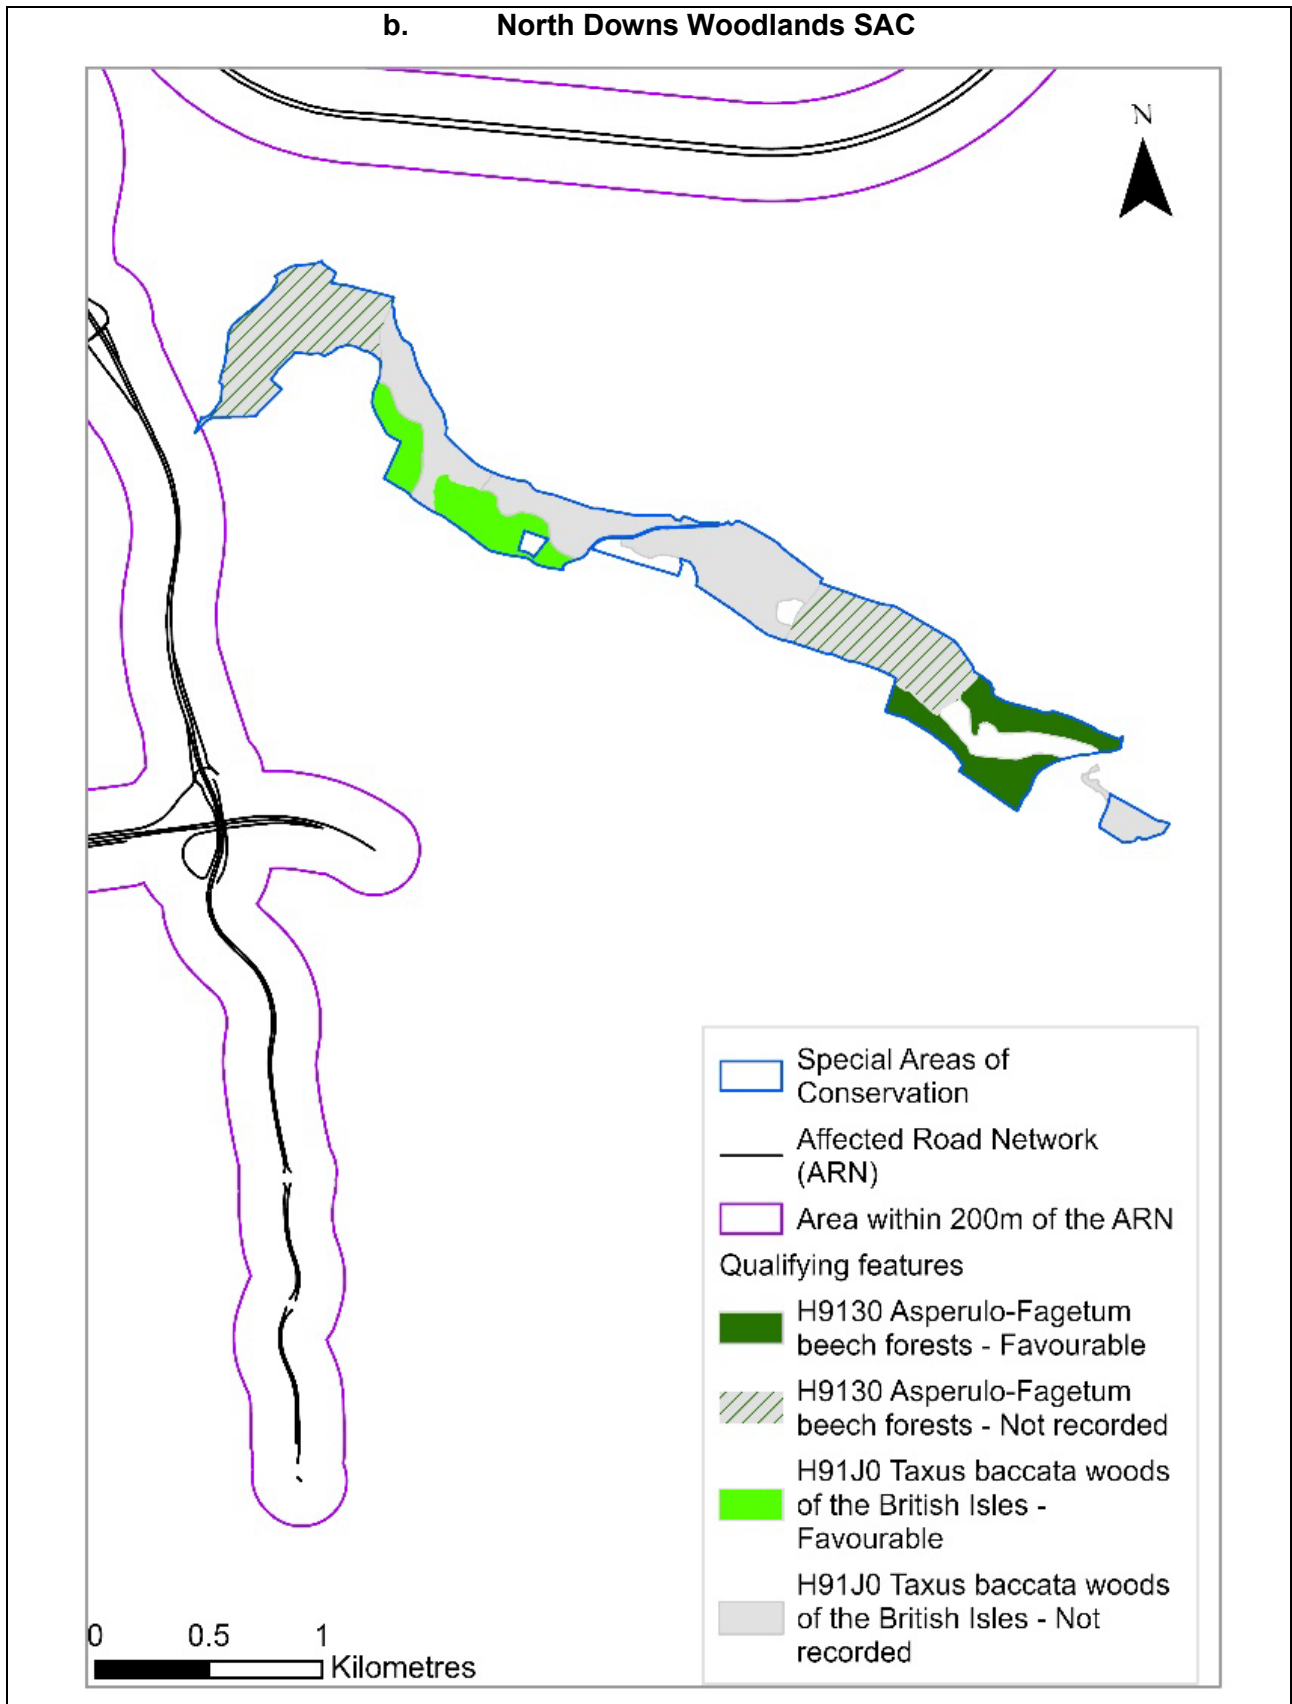 b. North Downs Woodlands SAC
N
Special Areas of
Conservation
Affected Road Network
(ARN)
Area within 200m of the ARN
Qualifying features
H9130 Asperulo-Fagetum
beech forests - Favourable
H9130 Asperulo-Fagetum
beech forests - Not recorded
H91J0 Taxus baccata woods
of the British Isles -
Favourable
H91J0 Taxus baccata woods
of the British Isles - Not
recorded
0 0.5 1
Kilometres